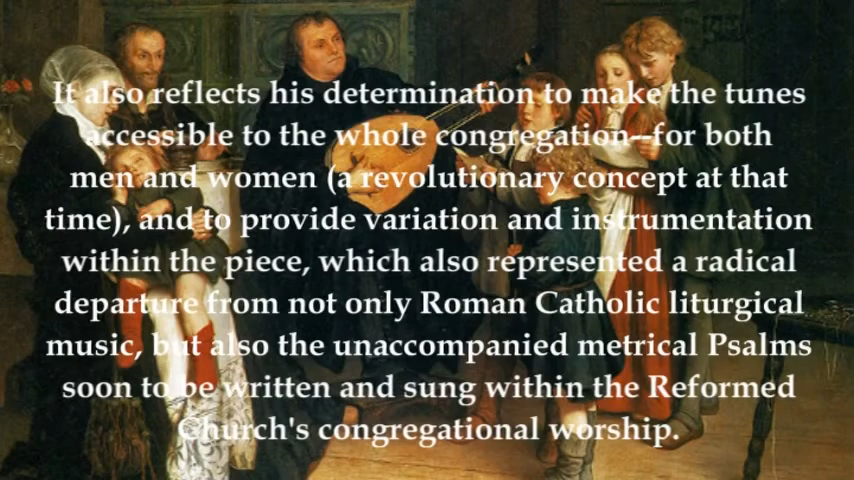 It also reflects his determination to make the tunes
accessible to the whole congregation--for both
men and women (a revolutionary concept at that
time), and to provide variation and instrumentation
within the piece, which also represented a radical
departure from not only Roman Catholic liturgical
music, but also the unaccompanied metrical Psalms
soon to be written and sung within the Reformed
Church's congregational worship.